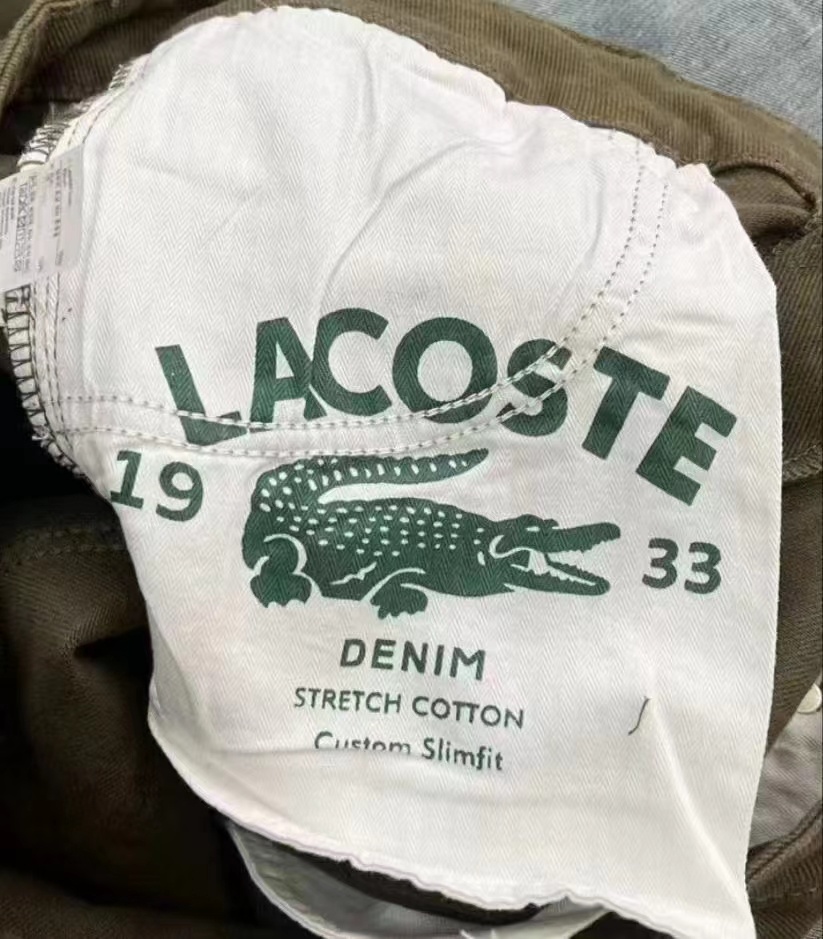 LACOSTE
19 33
DENIM
STRETCH COTTON
Custom Slimfit